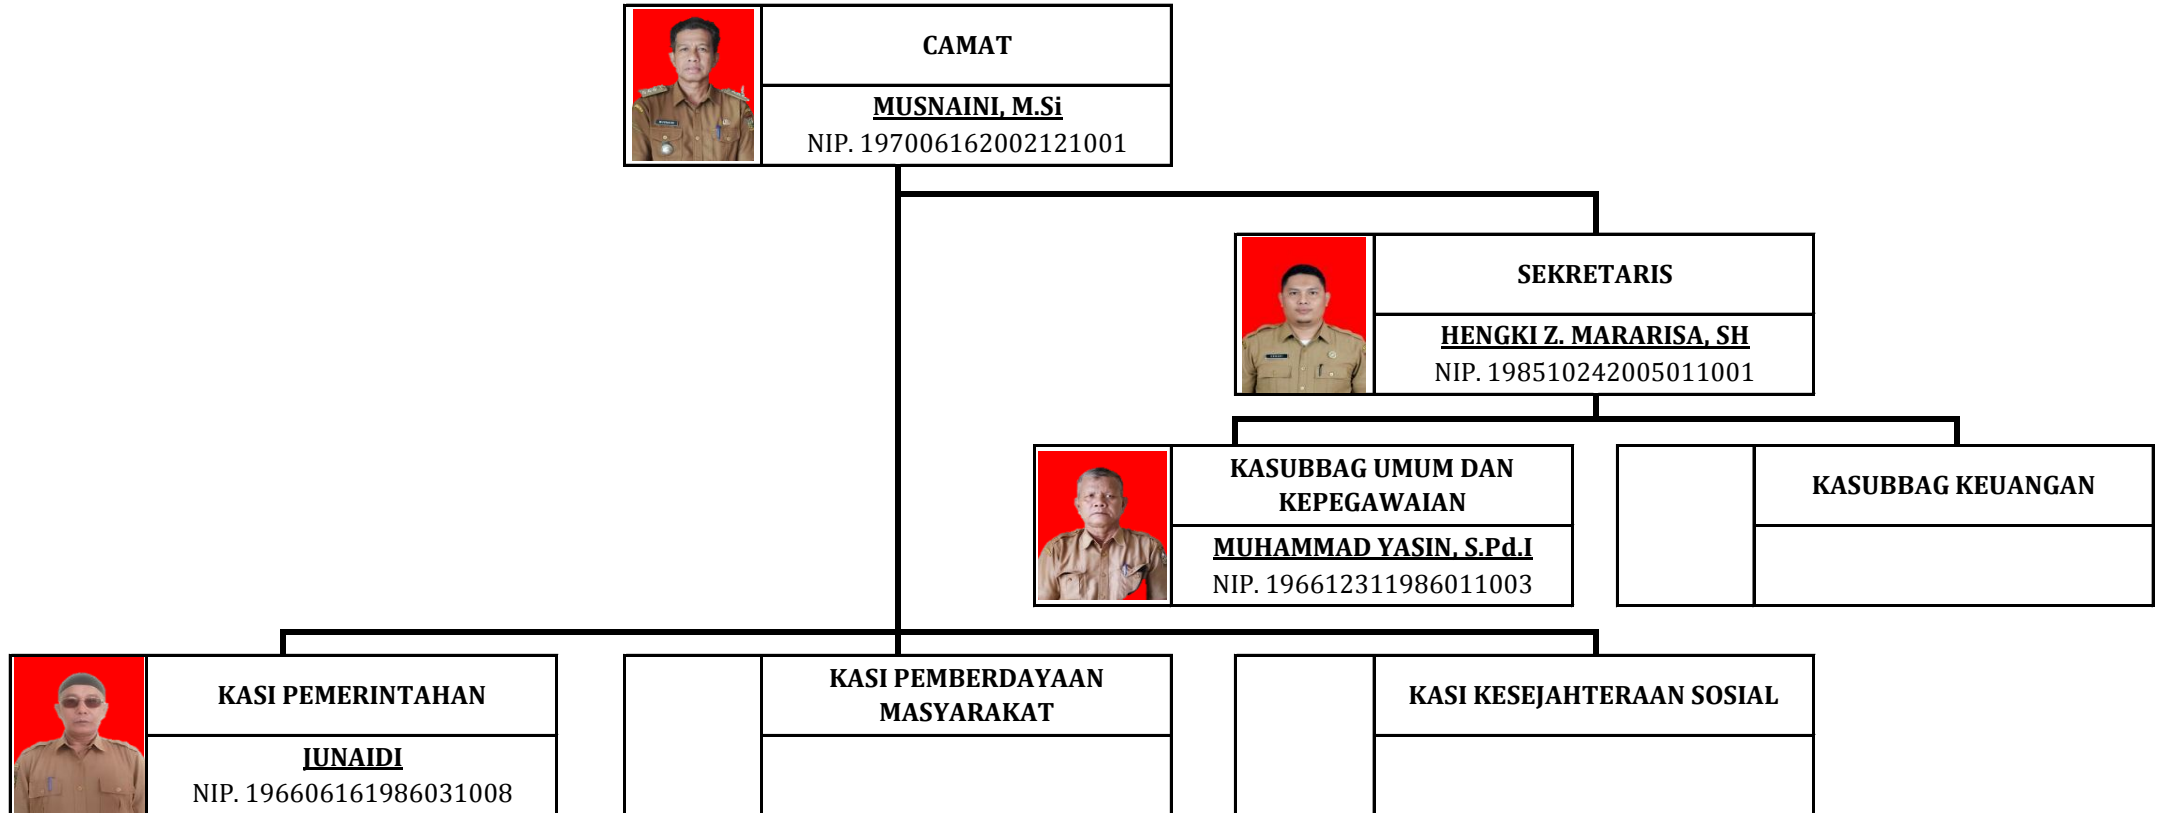 CAMAT
MUSNAINI, M.Si
NIP. 197006162002121001
SEKRETARIS
HENGKI Z. MARARISA, SH
NIP. 198510242005011001
KASUBBAG UMUM DAN
KEPEGAWAIAN
MUHAMMAD YASIN, S.Pd.I
NIP. 196612311986011003
KASUBBAG KEUANGAN
KASI PEMERINTAHAN
JUNAIDI
NIP. 196606161986031008
KASI PEMBERDAYAAN
MASYARAKAT
KASI KESEJAHTERAAN SOSIAL